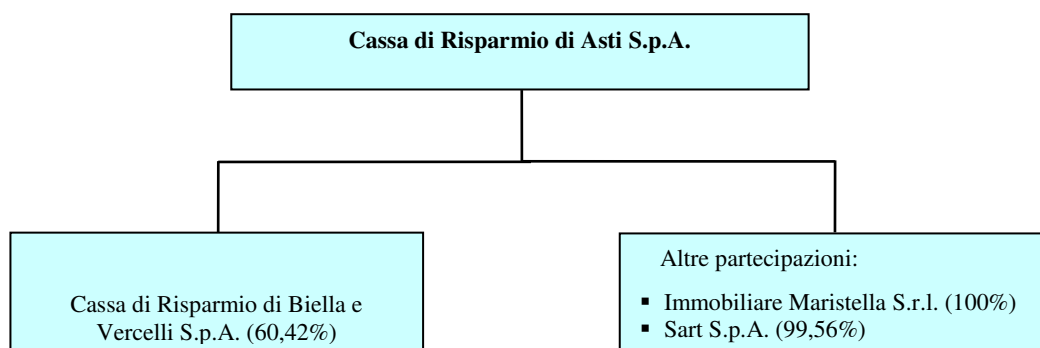 Cassa di Risparmio di Asti S.p.A.
Cassa di Risparmio di Biella e
Vercelli S.p.A. (60,42%)
Altre partecipazioni:
▪ Immobiliare Maristella S.r.l. (100%)
▪ Sart S.p.A. (99,56%)